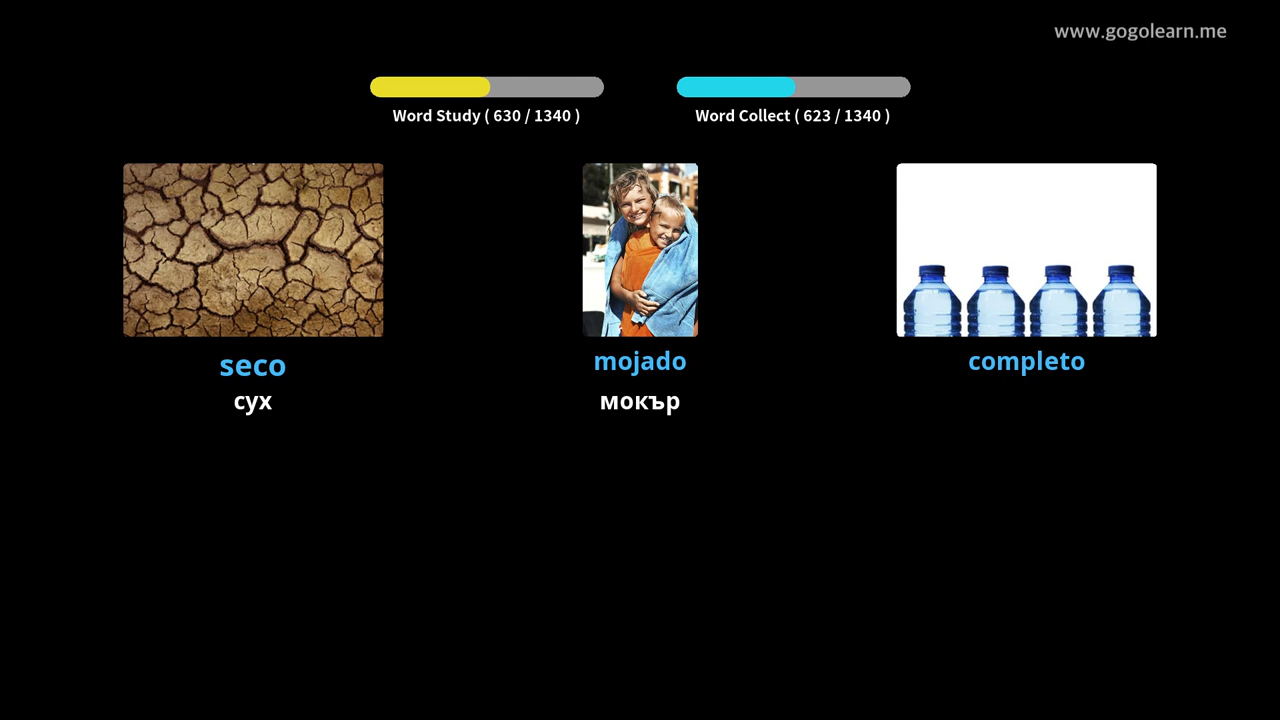 www.gogolearn.me
Word Study ( 630 / 1340 )
Word Collect ( 623 / 1340 )
seco
mojado
completo
сух
мокър